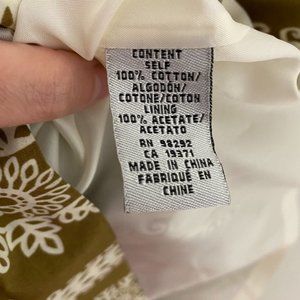 CONTENT
SELF
100% COTTON/
ALGODÓN/
COTONE/COTON
LINING
100% ACETATE/
ACETATO
RN 93292
CA 19371
MADE IN CHINA
FABRIQUÉ EN
CHINE